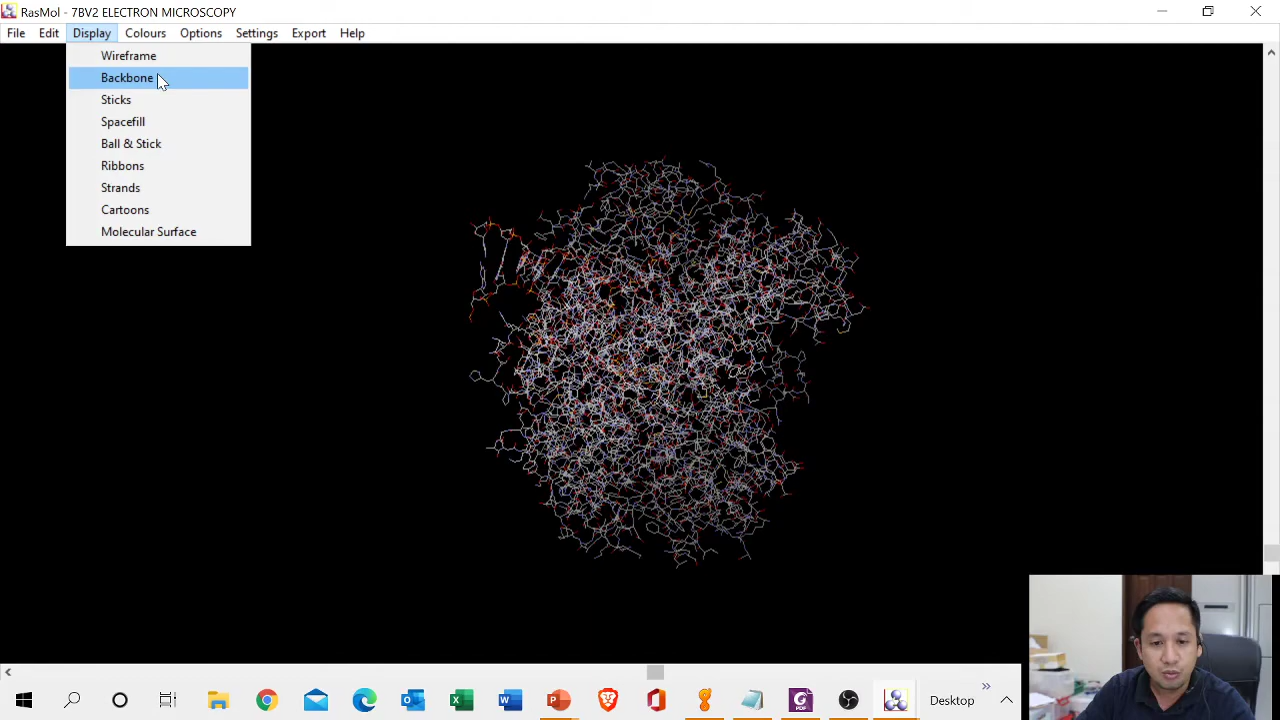 RasMol - 7BV2 ELECTRON MICROSCOPY
File Edit Display Colours Options Settings Export Help
Wireframe
Backbone
Sticks
Spacefill
Ball & Stick
Ribbons
Strands
Cartoons
Molecular Surface
Desktop